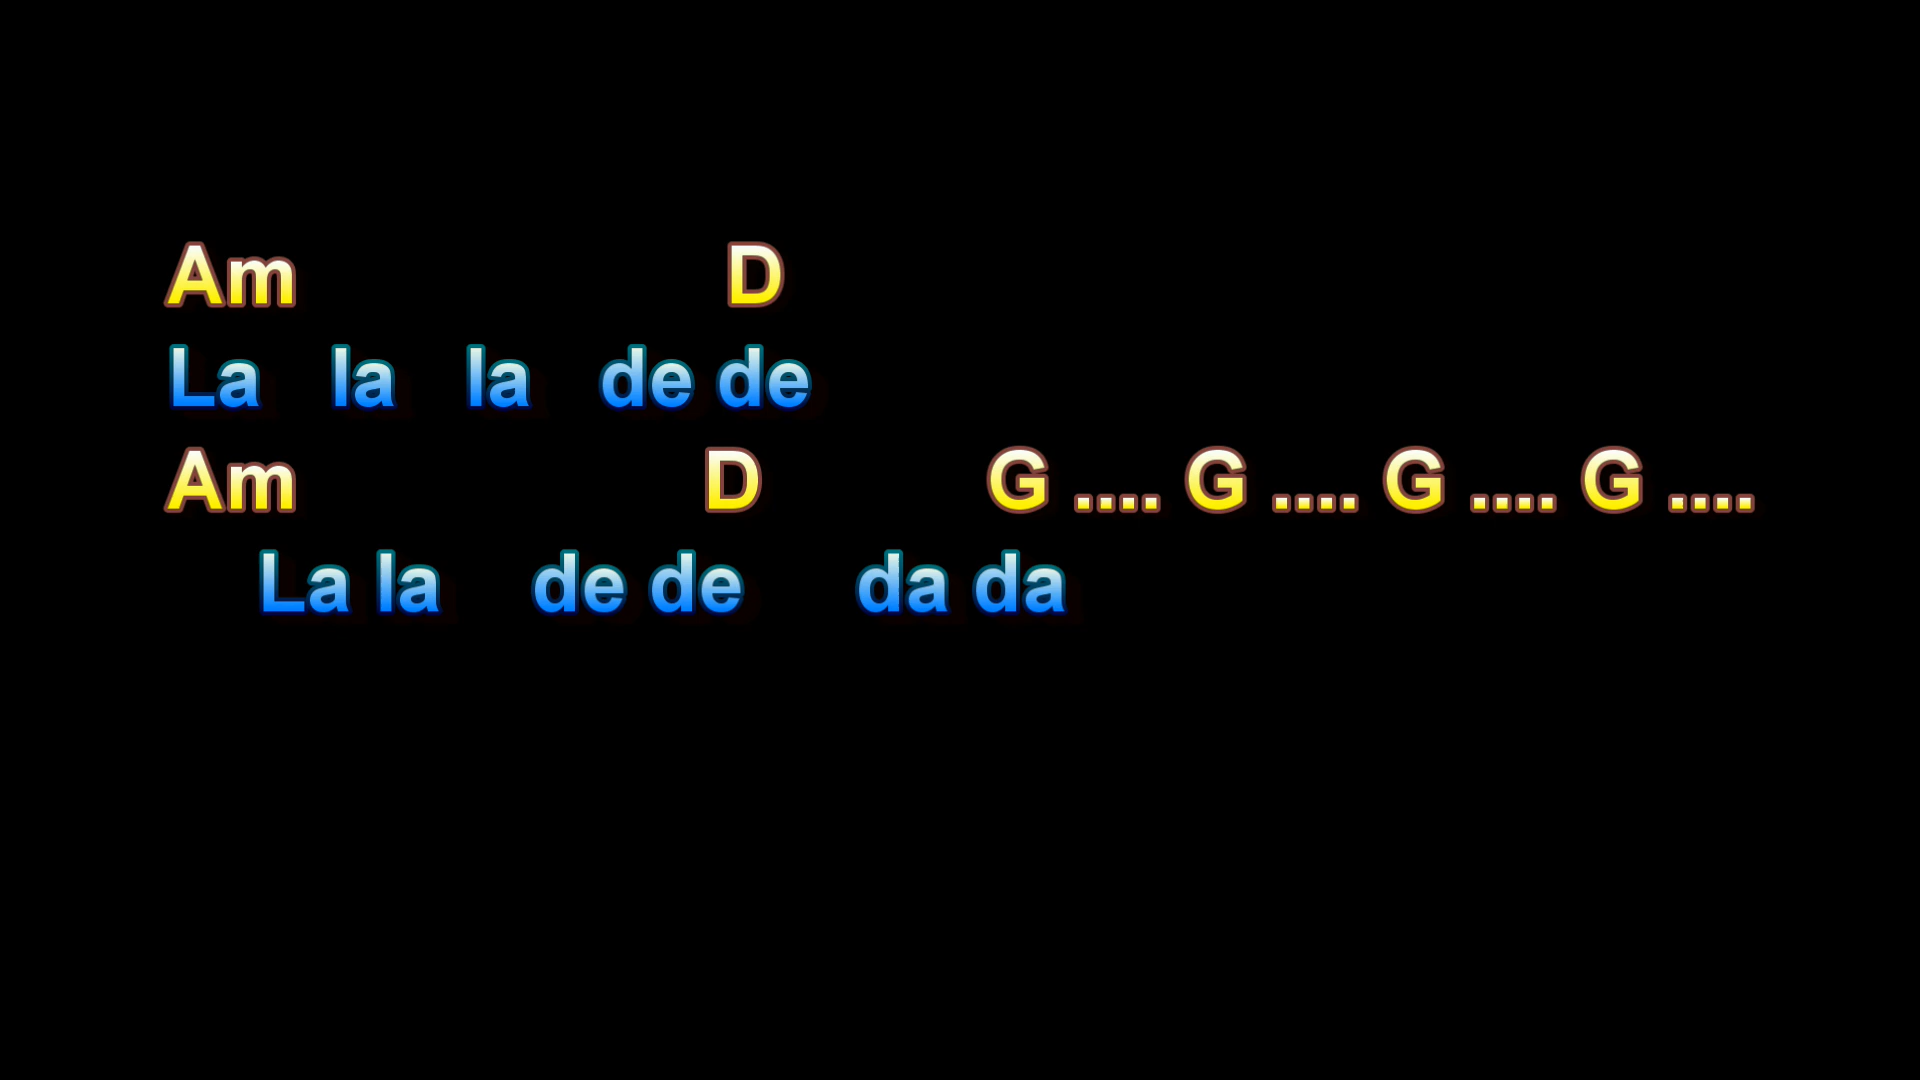 Am D
La la la de de
Am D G .... G .... G .... G ....
La la de de da da